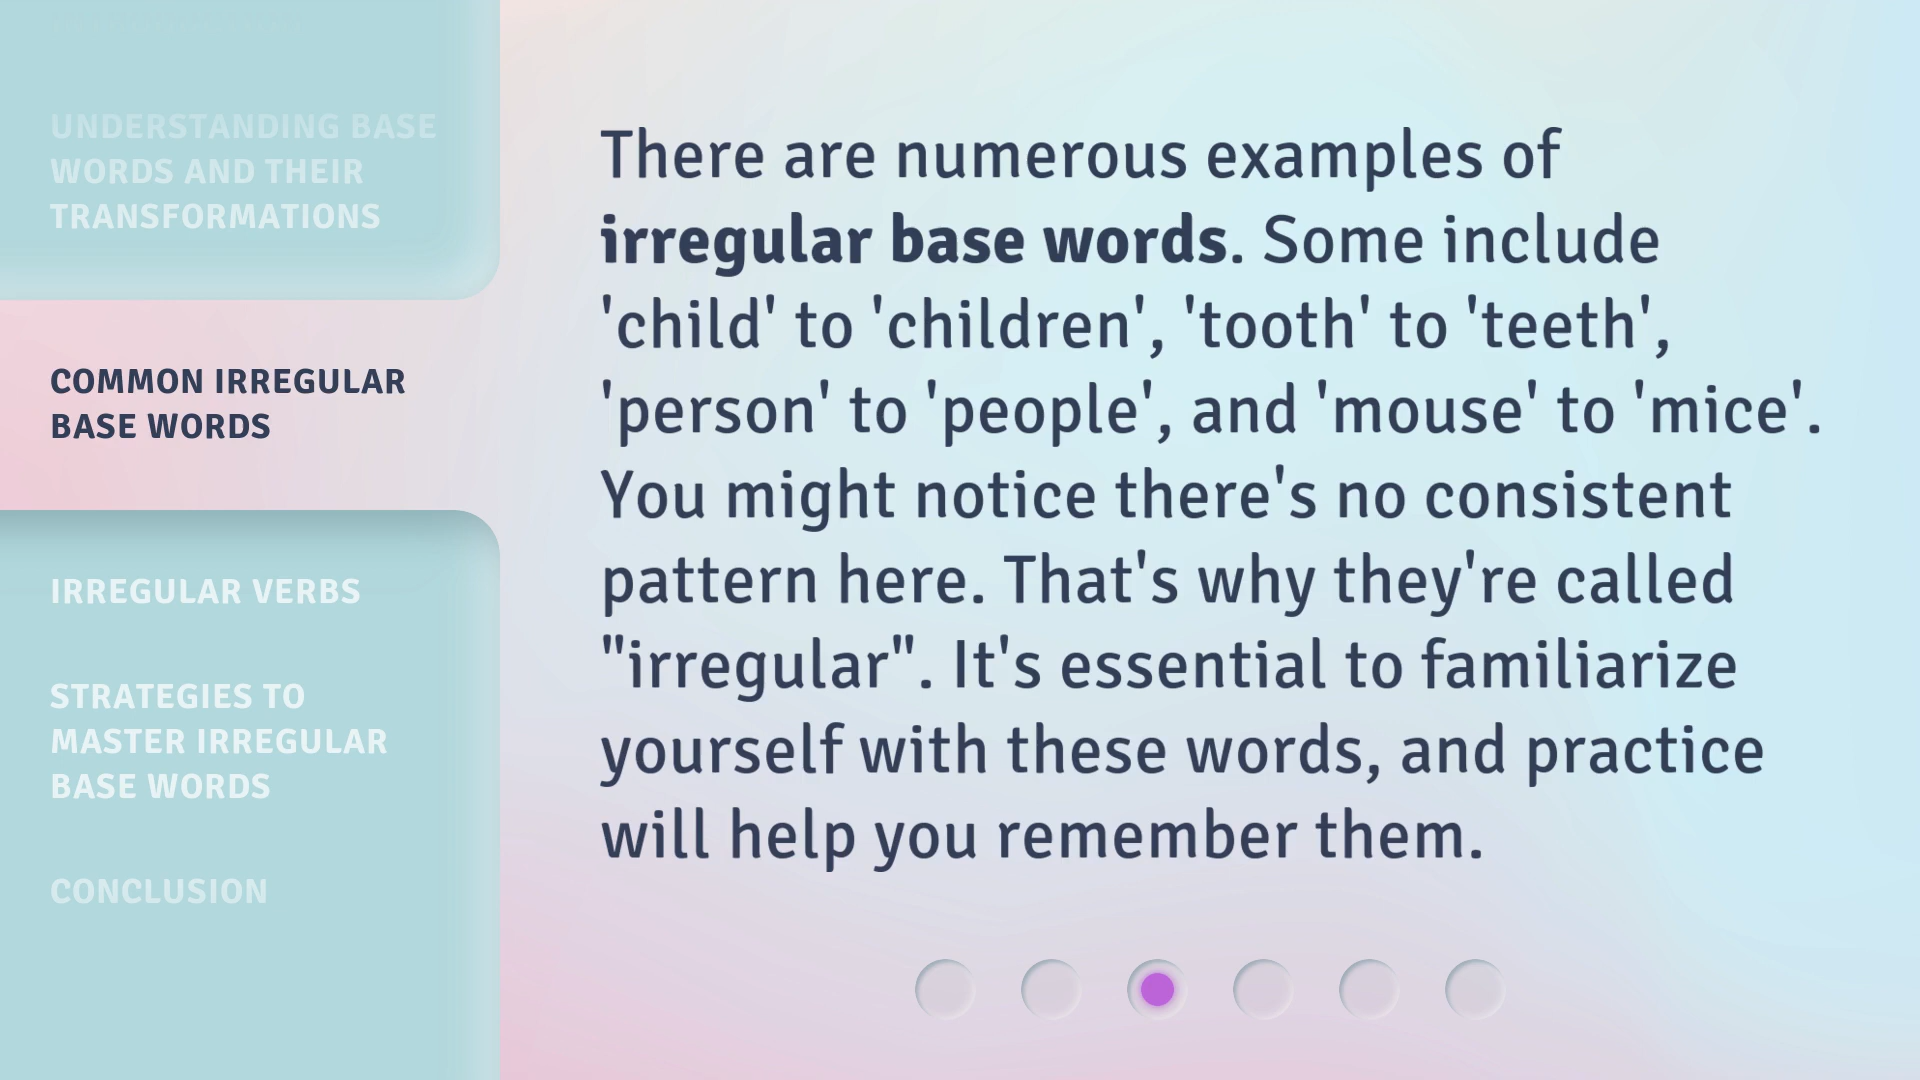 UNDERSTANDING BASE
WORDS AND THEIR
TRANSFORMATIONS
COMMON IRREGULAR
BASE WORDS
IRREGULAR VERBS
STRATEGIES TO
MASTER IRREGULAR
BASE WORDS
CONCLUSION
There are numerous examples of
irregular base words. Some include
'child' to 'children', 'tooth' to 'teeth',
'person' to 'people', and 'mouse' to 'mice'.
You might notice there's no consistent
pattern here. That's why they're called
"irregular". It's essential to familiarize
yourself with these words, and practice
will help you remember them.